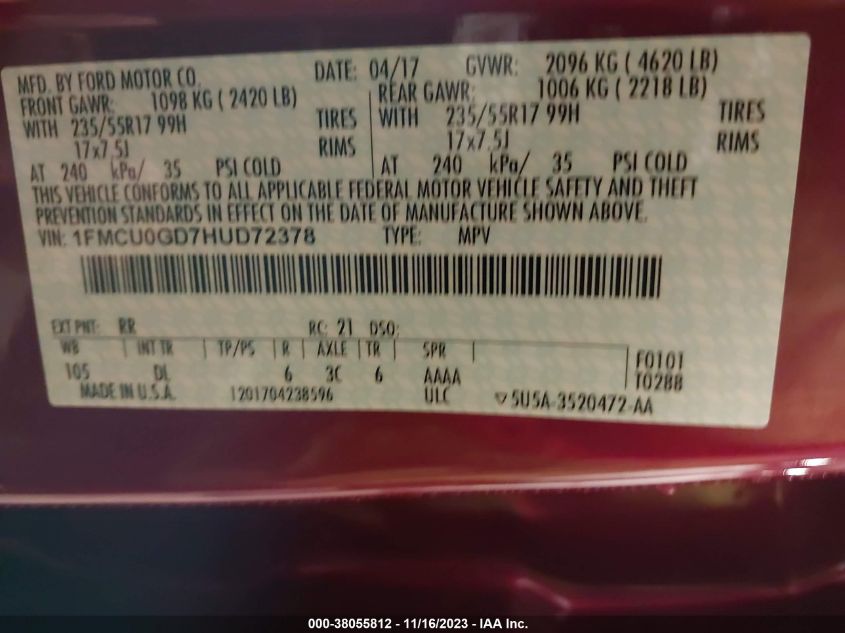 MFD. BY FORD MOTOR CO. DATE: 04/17 GVWR: 2096 KG ( 4620 LB)
FRONT GAWR: 1098 KG ( 2420 LB) REAR GAWR: 1006 KG ( 2218 LB)
WITH 235/55R17 99H TIRES WITH 235/55R17 99H TIRES
17x7.5J RIMS 17x7.5J RIMS
AT 240 kPa/ 35 PSI COLD AT 240 kPa/ 35 PSI COLD
THIS VEHICLE CONFORMS TO ALL APPLICABLE FEDERAL MOTOR VEHICLE SAFETY AND THEFT
PREVENTION STANDARDS IN EFFECT ON THE DATE OF MANUFACTURE SHOWN ABOVE.
VIN: 1FMCU0GD7HUD72378 TYPE: MPV
EXT PNT: RR RC: 21 DSO:
WB INT TR TP/PS R AXLE TR SPR F0101
105 DL 6 3C 6 AAAA T0288
MADE IN U.S.A. 1201704238596 ULC ▽5U5A-3520472-AA
000-38055812 - 11/16/2023 - IAA Inc.